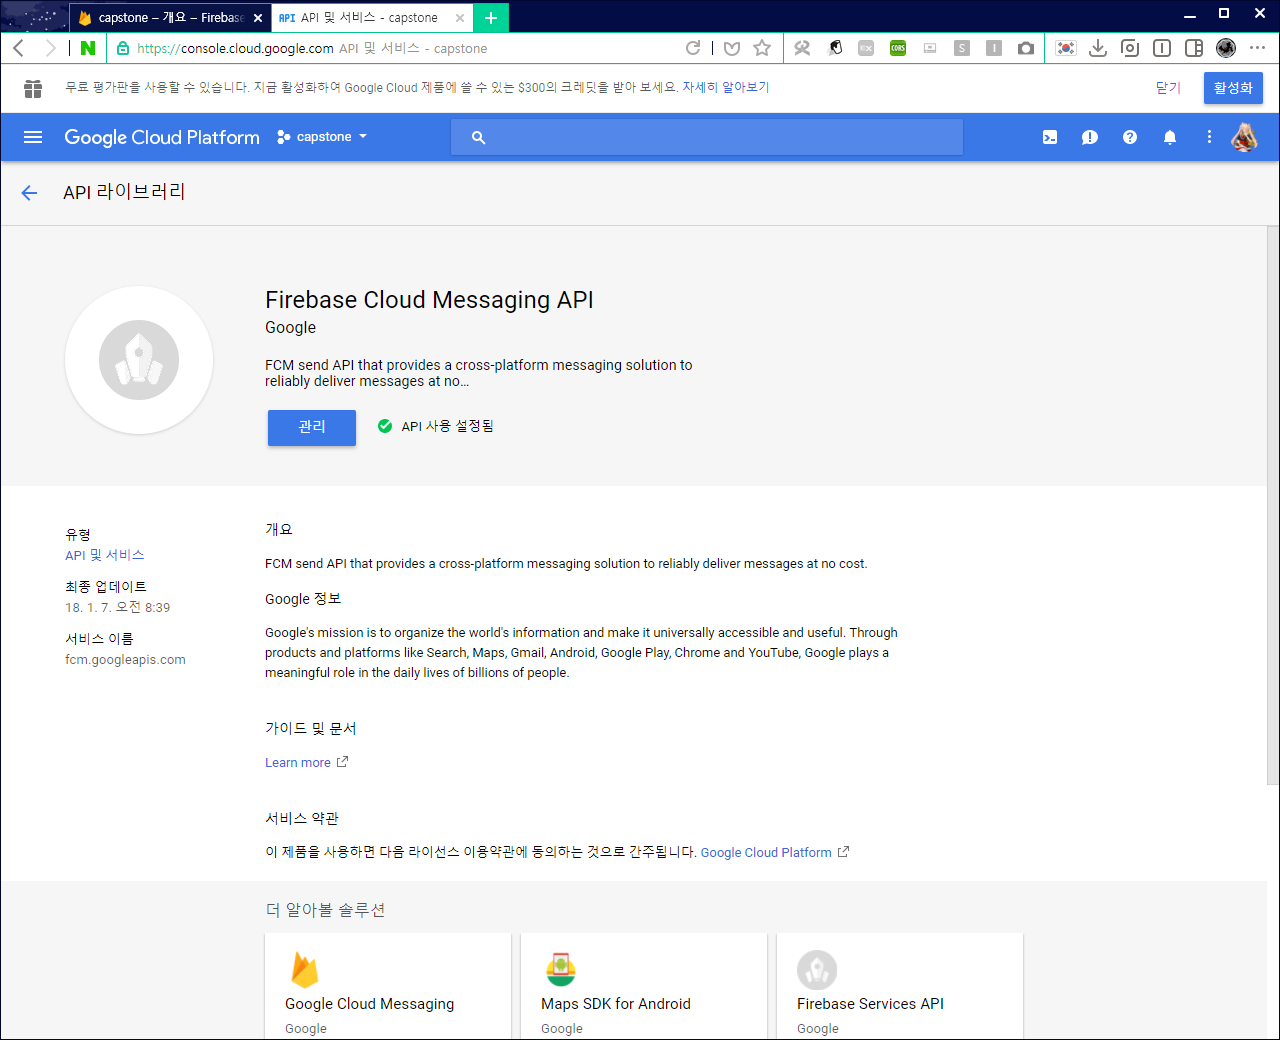 capstone – 개요 – Firebase
API API 및 서비스 - capstone
N https://console.cloud.google.com API 및 서비스 - capstone
CORS
S
I
무료 평가판을 사용할 수 있습니다. 지금 활성화하여 Google Cloud 제품에 쓸 수 있는 $300의 크레딧을 받아 보세요. 자세히 알아보기
닫기
활성화
Google Cloud Platform
capstone
API 라이브러리
Firebase Cloud Messaging API
Google
FCM send API that provides a cross-platform messaging solution to
reliably deliver messages at no…
관리
API 사용 설정됨
유형
API 및 서비스
최종 업데이트
18. 1. 7. 오전 8:39
서비스 이름
fcm.googleapis.com
개요
FCM send API that provides a cross-platform messaging solution to reliably deliver messages at no cost.
Google 정보
Google's mission is to organize the world's information and make it universally accessible and useful. Through
products and platforms like Search, Maps, Gmail, Android, Google Play, Chrome and YouTube, Google plays a
meaningful role in the daily lives of billions of people.
가이드 및 문서
Learn more
서비스 약관
이 제품을 사용하면 다음 라이선스 이용약관에 동의하는 것으로 간주됩니다. Google Cloud Platform
더 알아볼 솔루션
Google Cloud Messaging
Google
Maps SDK for Android
Google
Firebase Services API
Google